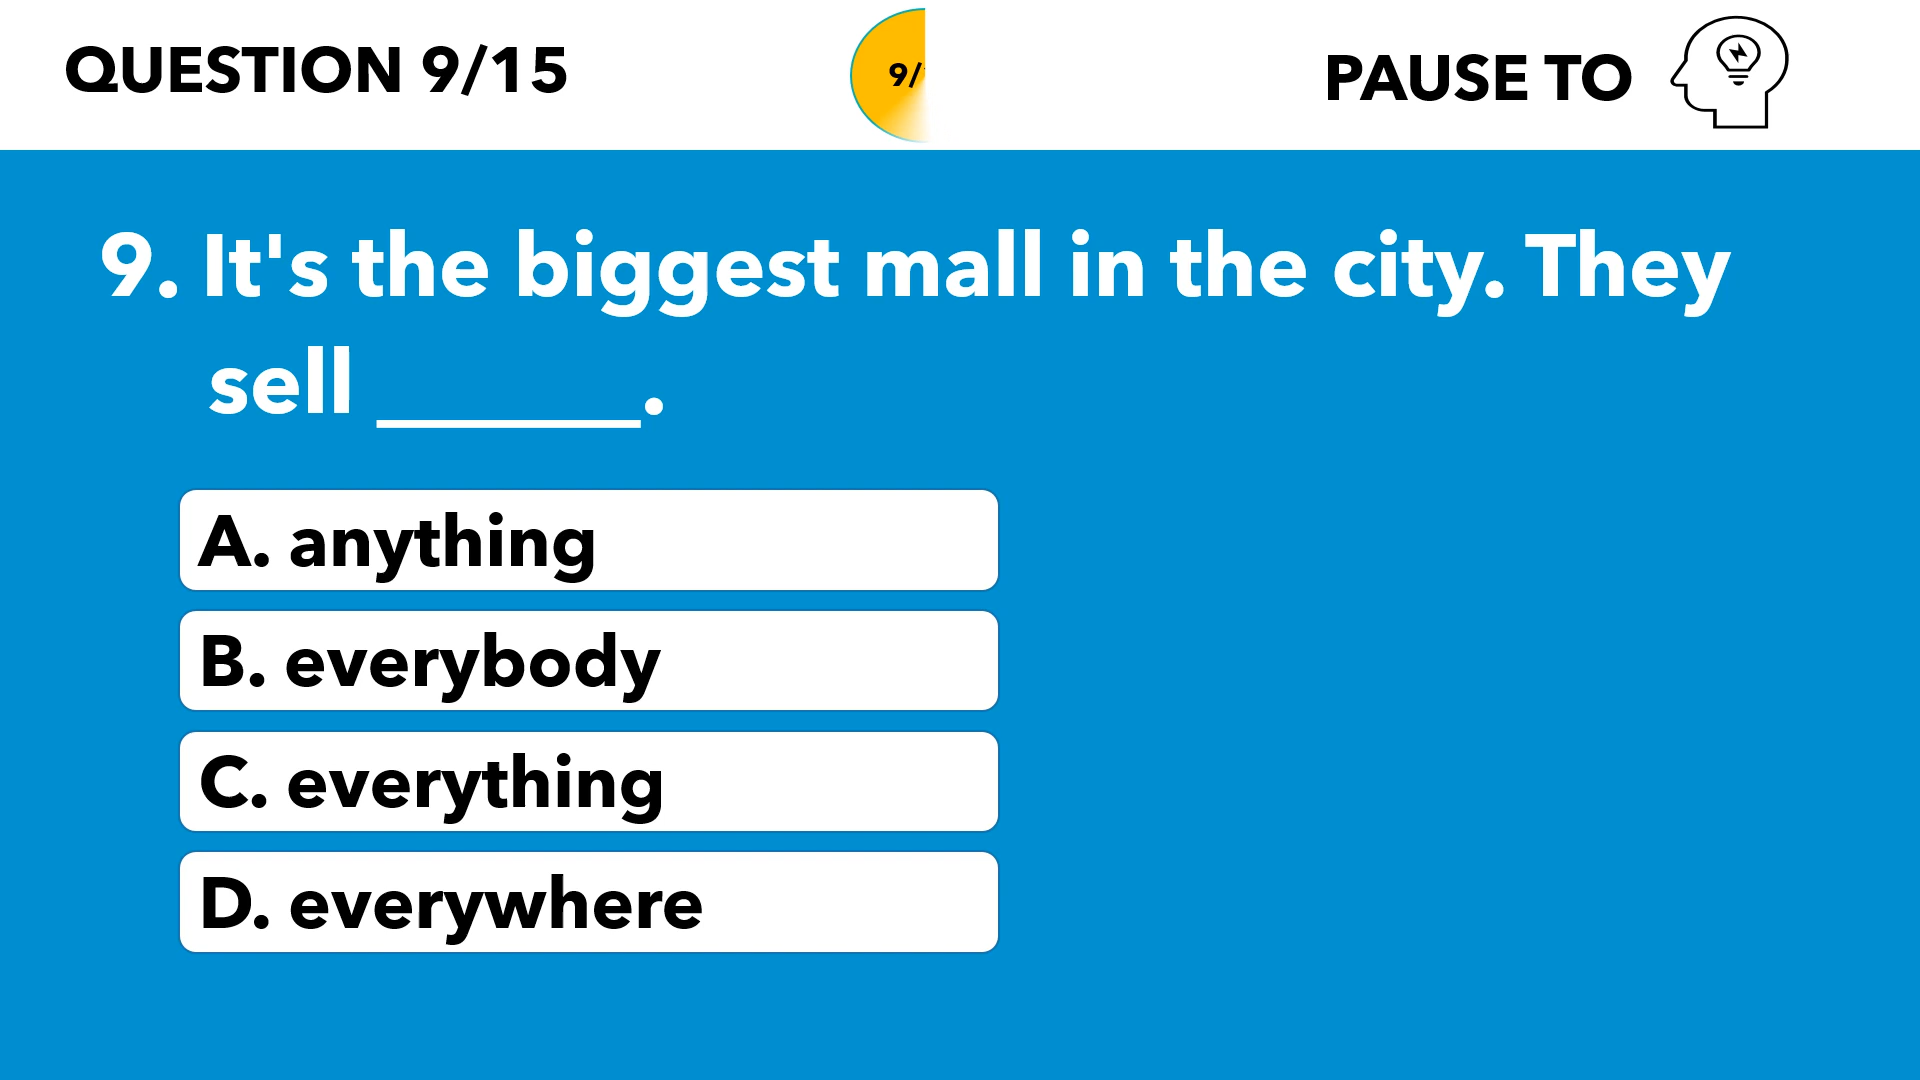 QUESTION 9/15
9/
PAUSE TO
9. It's the biggest mall in the city. They
sell ______.
A. anything
B. everybody
C. everything
D. everywhere